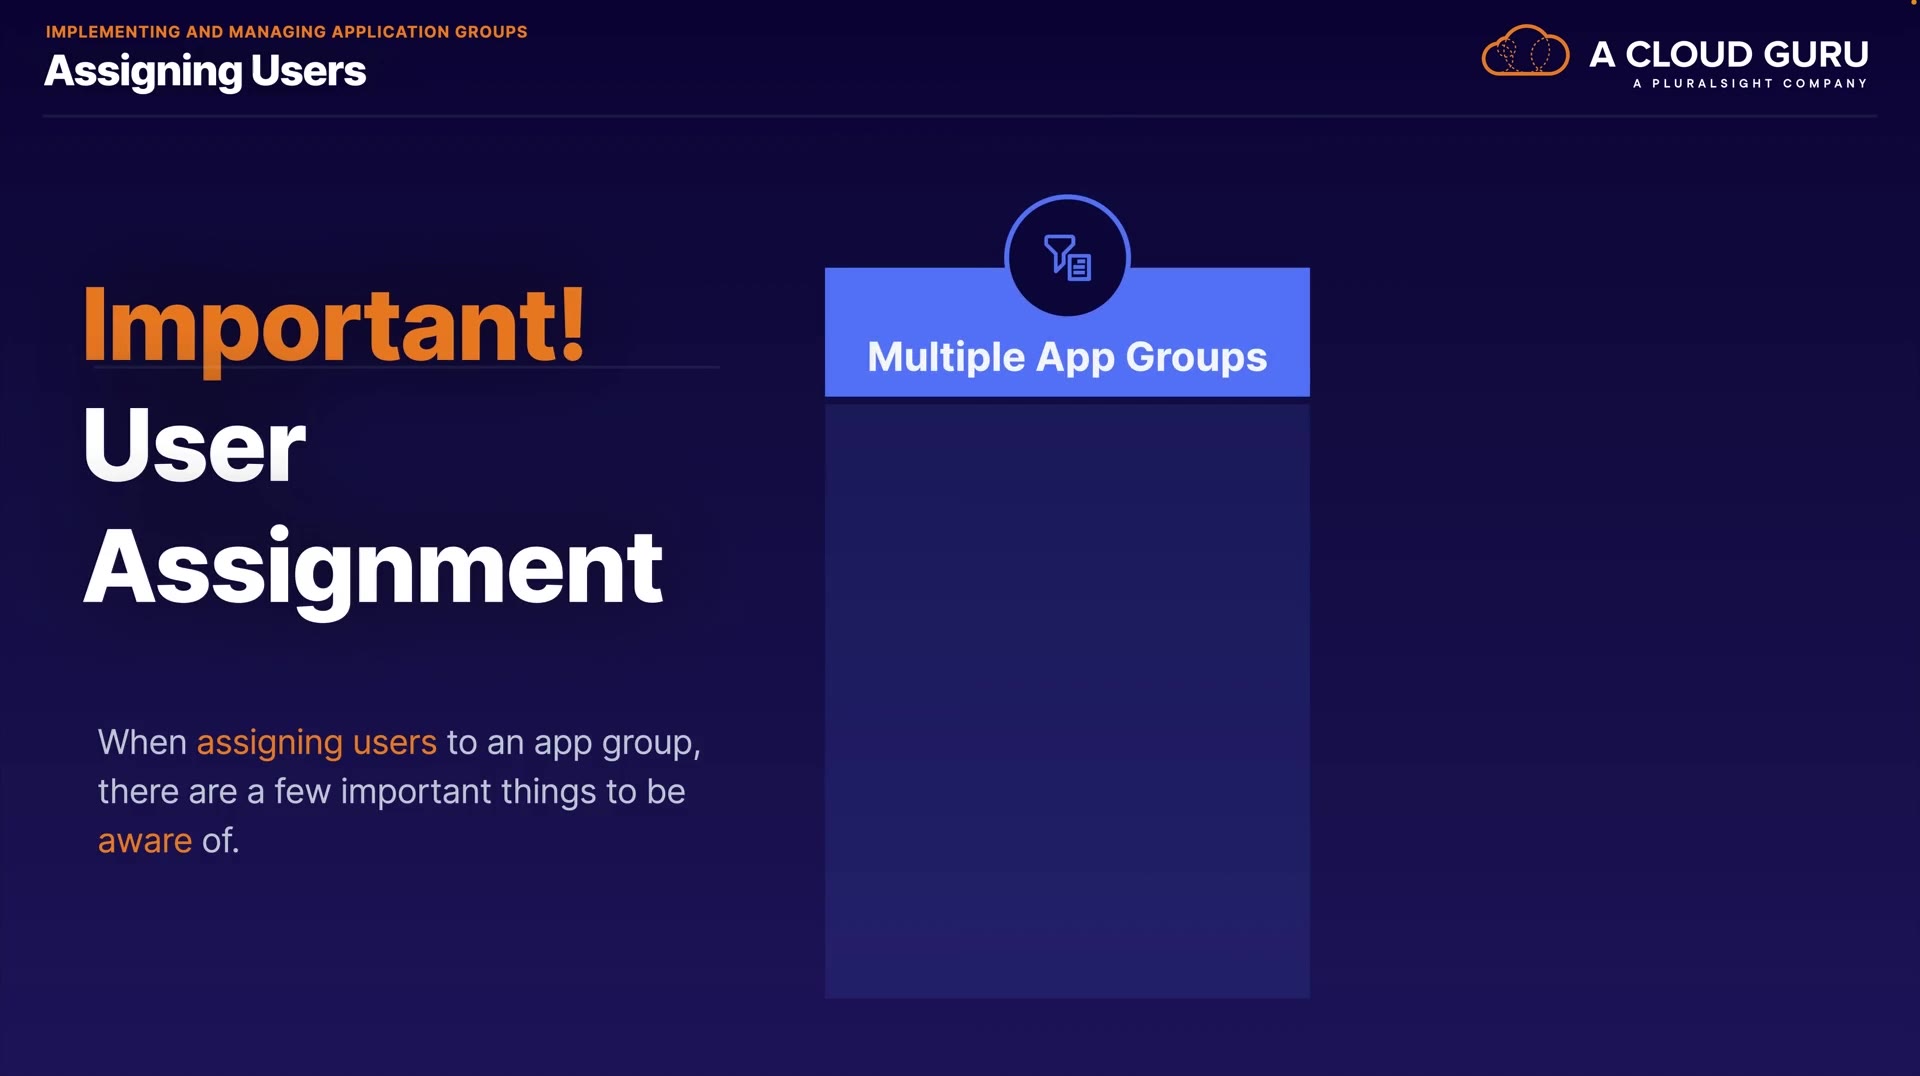 IMPLEMENTING AND MANAGING APPLICATION GROUPS
Assigning Users
A CLOUD GURU
A PLURALSIGHT COMPANY
Important!
User
Assignment
When assigning users to an app group,
there are a few important things to be
aware of.
Multiple App Groups